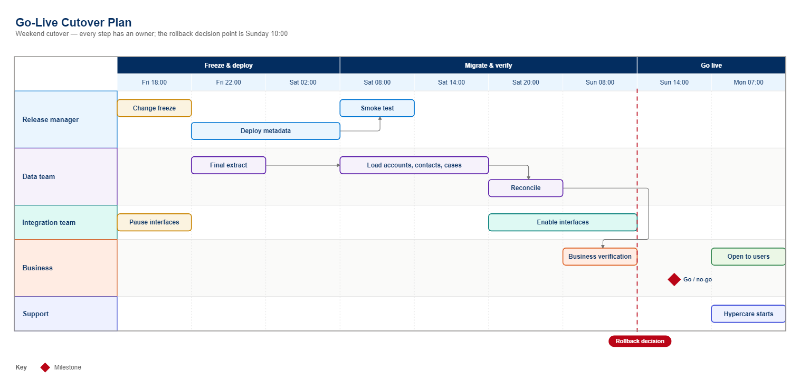 Go-Live Cutover Plan
Weekend cutover — every step has an owner; the rollback decision point is Sunday 10:00
Freeze & deploy
Migrate & verify
Go live
Fri 18:00
Fri 22:00
Sat 02:00
Sat 08:00
Sat 14:00
Sat 20:00
Sun 08:00
Sun 14:00
Mon 07:00
Release manager
Change freeze
Smoke test
Deploy metadata
Data team
Final extract
Load accounts, contacts, cases
Reconcile
Integration team
Pause interfaces
Enable interfaces
Business
Business verification
Open to users
Go / no-go
Support
Hypercare starts
Rollback decision
Key
Milestone